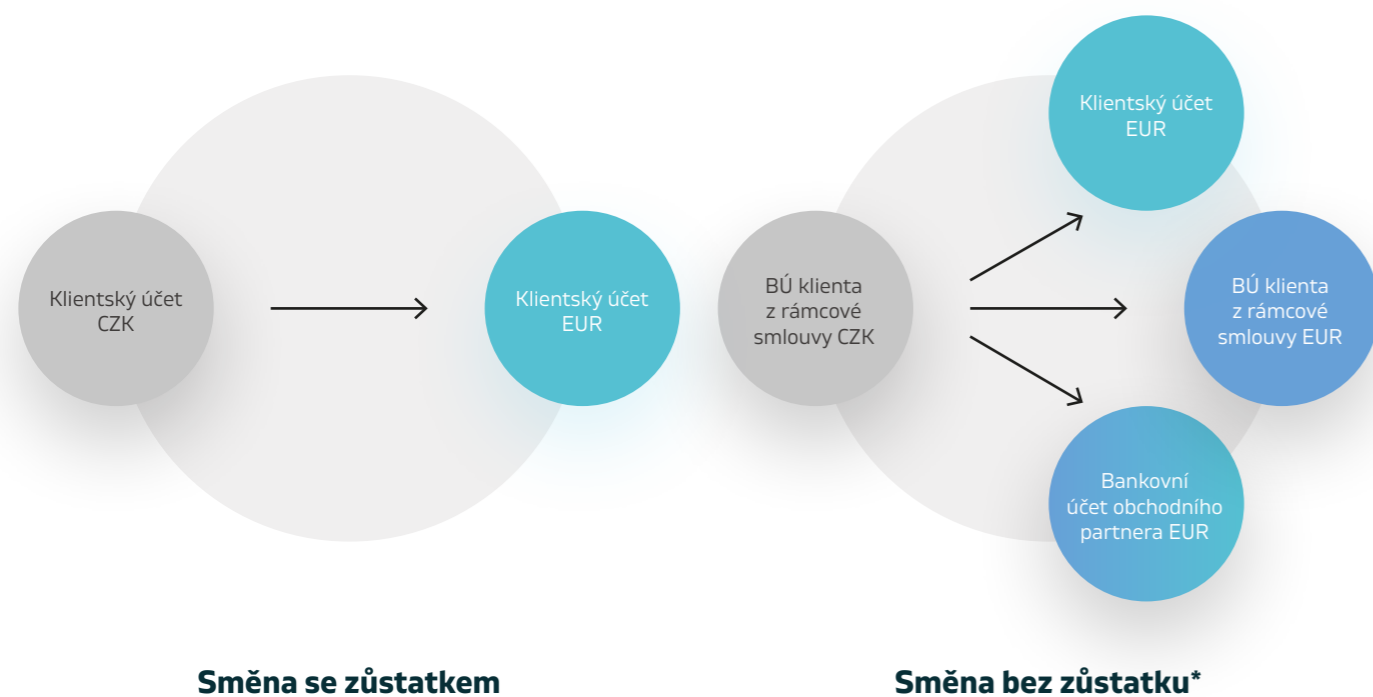 Klientský účet
CZK
Klientský účet
EUR
Směna se zůstatkem
BÚ klienta
z rámcové
smlouvy CZK
Klientský účet
EUR
BÚ klienta
z rámcové
smlouvy EUR
Bankovní
účet obchodního
partnera EUR
Směna bez zůstatku*